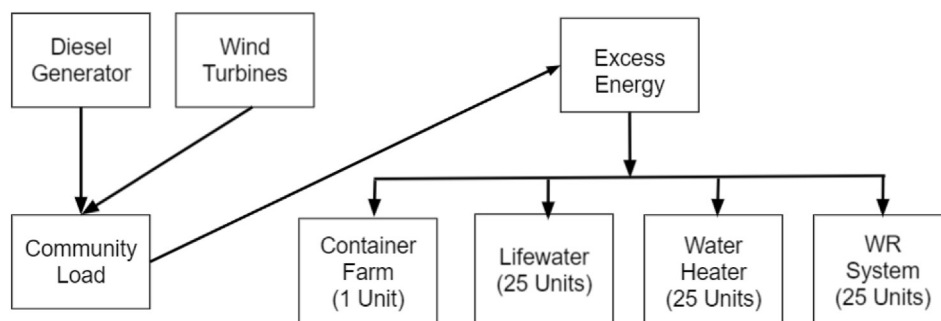 Diesel
Generator
Wind
Turbines
Excess
Energy
Community
Load
Container
Farm
(1 Unit)
Lifewater
(25 Units)
Water
Heater
(25 Units)
WR
System
(25 Units)